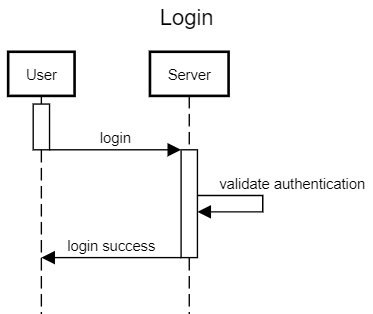 Login
User
Server
login
validate authentication
login success